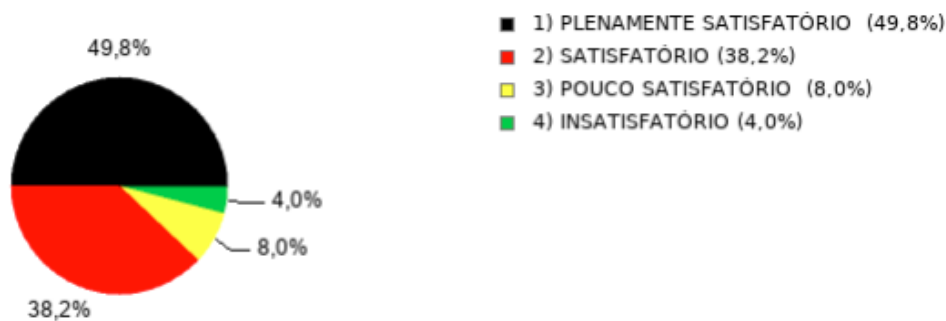 49,8%
4,0%
8,0%
38,2%
1) PLENAMENTE SATISFATÓRIO (49,8%)
2) SATISFATÓRIO (38,2%)
3) POUCO SATISFATÓRIO (8,0%)
4) INSATISFATÓRIO (4,0%)